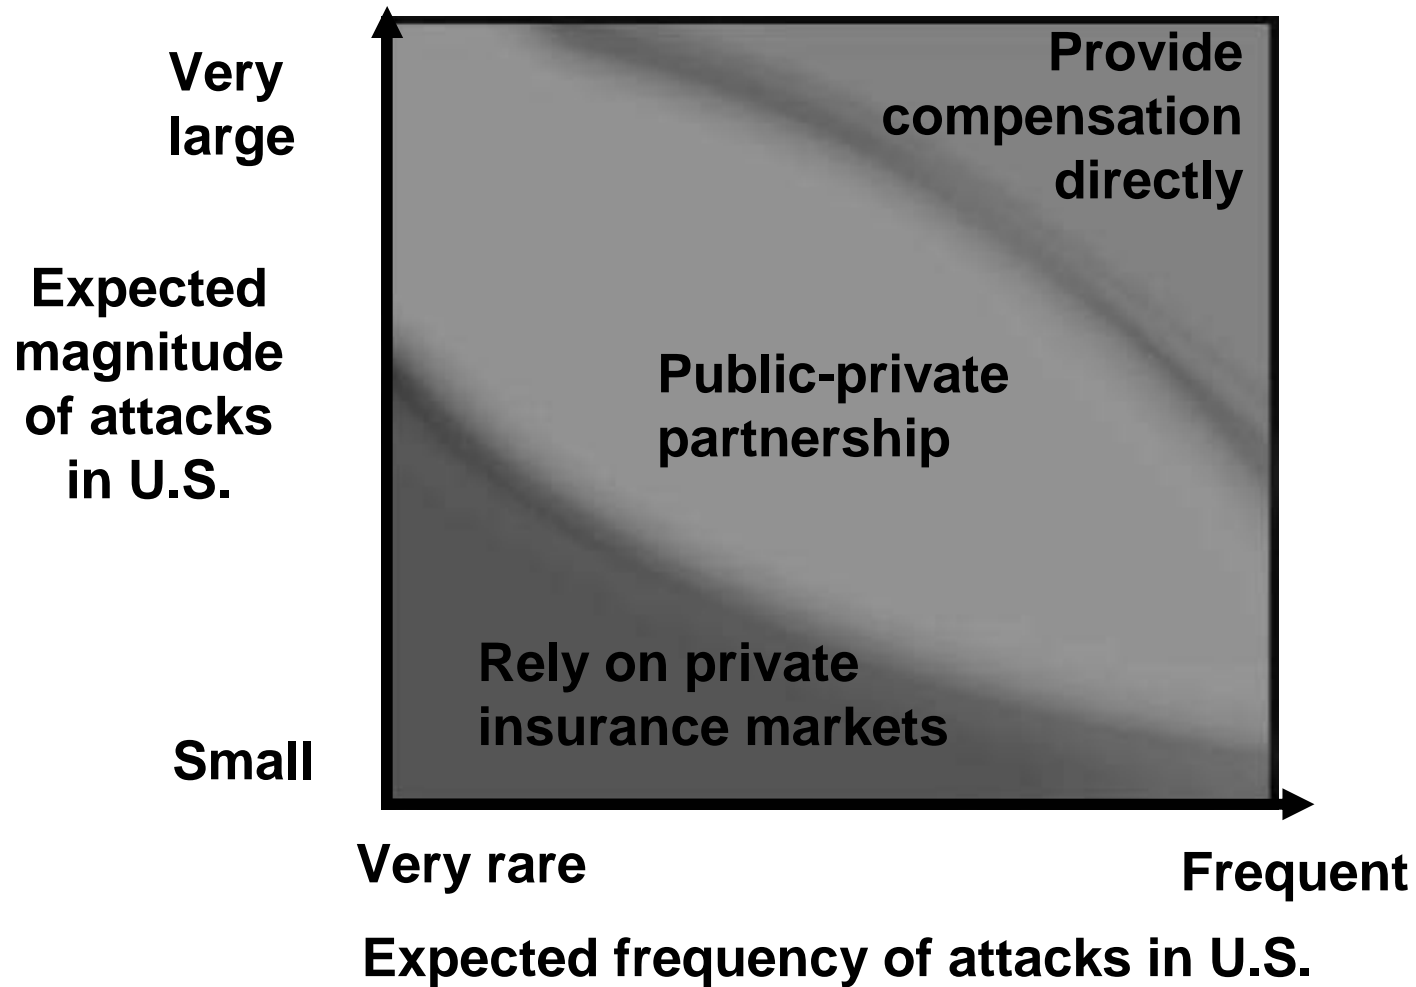 Very
large
Expected
magnitude
of attacks
in U.S.
Small
Provide
compensation
directly
Public-private
partnership
Rely on private
insurance markets
Very rare
Frequent
Expected frequency of attacks in U.S.